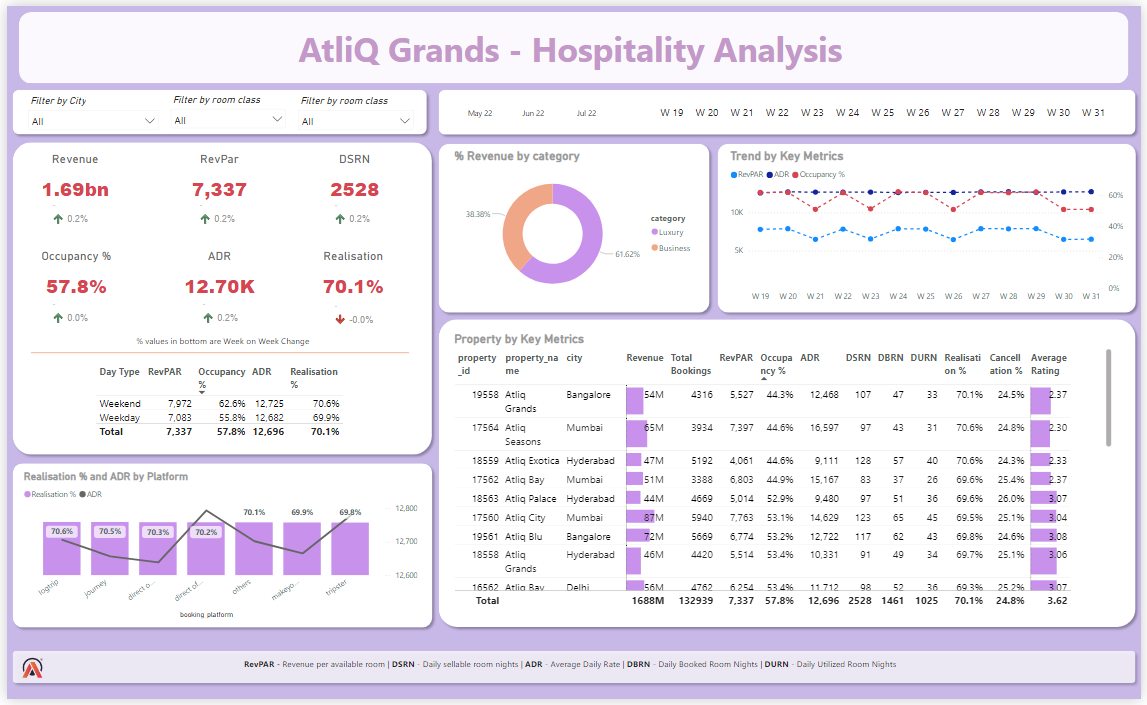 AtliQ Grands - Hospitality Analysis
Filter by City
All
Filter by room class
All
Filter by room class
All
May 22 Jun 22 Jul 22 W 19 W 20 W 21 W 22 W 23 W 24 W 25 W 26 W 27 W 28 W 29 W 30 W 31
Revenue RevPar DSRN
1.69bn 7,337 2528
0.2% 0.2% 0.2%
Occupancy % ADR Realisation
57.8% 12.70K 70.1%
0.0% 0.2% -0.0%
% values in bottom are Week on Week Change
Day Type RevPAR Occupancy % ADR Realisation %
Weekend 7,972 62.6% 12,725 70.6%
Weekday 7,083 55.8% 12,682 69.9%
Total 7,337 57.8% 12,696 70.1%
Realisation % and ADR by Platform
Realisation % ADR
70.6% 70.5% 70.3% 70.2% 70.1% 69.9% 69.8%
12,800
12,700
12,600
logtrip journey direct o... direct of... others makeyo... tripster
booking platform
% Revenue by category
38.38%
61.62%
category
Luxury
Business
Trend by Key Metrics
RevPAR ADR Occupancy %
10K
5K
60%
40%
20%
0%
W 19 W 20 W 21 W 22 W 23 W 24 W 25 W 26 W 27 W 28 W 29 W 30 W 31
Property by Key Metrics
property_id property_name city Revenue Total Bookings RevPAR Occupancy % ADR DSRN DBRN DURN Realisation % Cancellation % Average Rating
19558 Atliq Grands Bangalore 54M 4316 5,527 44.3% 12,468 107 47 33 70.1% 24.5% 2.37
17564 Atliq Seasons Mumbai 65M 3934 7,397 44.6% 16,597 97 43 31 70.6% 24.8% 2.30
18559 Atliq Exotica Hyderabad 47M 5192 4,061 44.6% 9,111 128 57 40 70.6% 24.3% 2.33
17562 Atliq Bay Mumbai 51M 3388 6,803 44.9% 15,167 83 37 26 69.6% 25.4% 2.37
18563 Atliq Palace Hyderabad 44M 4669 5,014 52.9% 9,480 97 51 36 69.6% 26.0% 3.07
17560 Atliq City Mumbai 87M 5940 7,763 53.1% 14,629 123 65 45 69.5% 25.1% 3.04
19561 Atliq Blu Bangalore 72M 5669 6,774 53.2% 12,722 117 62 43 69.8% 24.6% 3.08
18558 Atliq Grands Hyderabad 46M 4420 5,514 53.4% 10,331 91 49 34 69.7% 25.1% 3.06
16562 Atliq Bay Delhi 56M 4762 6,254 53.4% 11,712 98 52 36 69.3% 25.2% 3.07
Total 1688M 132939 7,337 57.8% 12,696 2528 1461 1025 70.1% 24.8% 3.62
RevPAR - Revenue per available room | DSRN - Daily sellable room nights | ADR - Average Daily Rate | DBRN - Daily Booked Room Nights | DURN - Daily Utilized Room Nights